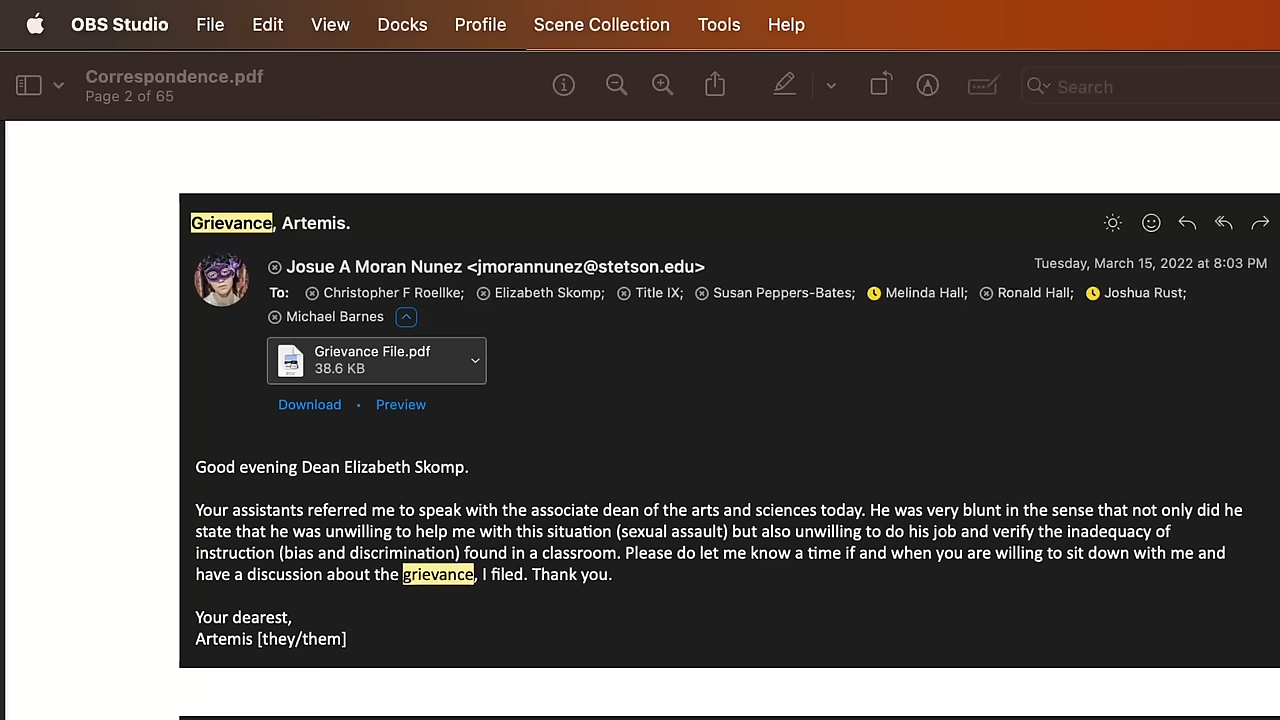 OBS Studio File Edit View Docks Profile Scene Collection Tools Help
Correspondence.pdf
Page 2 of 65
Search
Grievance, Artemis.
Josue A Moran Nunez <jmorannunez@stetson.edu>
Tuesday, March 15, 2022 at 8:03 PM
To: Christopher F Roellke; Elizabeth Skomp; Title IX; Susan Peppers-Bates; Melinda Hall; Ronald Hall; Joshua Rust;
Michael Barnes
Grievance File.pdf
38.6 KB
Download • Preview
Good evening Dean Elizabeth Skomp.
Your assistants referred me to speak with the associate dean of the arts and sciences today. He was very blunt in the sense that not only did he
state that he was unwilling to help me with this situation (sexual assault) but also unwilling to do his job and verify the inadequacy of
instruction (bias and discrimination) found in a classroom. Please do let me know a time if and when you are willing to sit down with me and
have a discussion about the grievance, I filed. Thank you.
Your dearest,
Artemis [they/them]